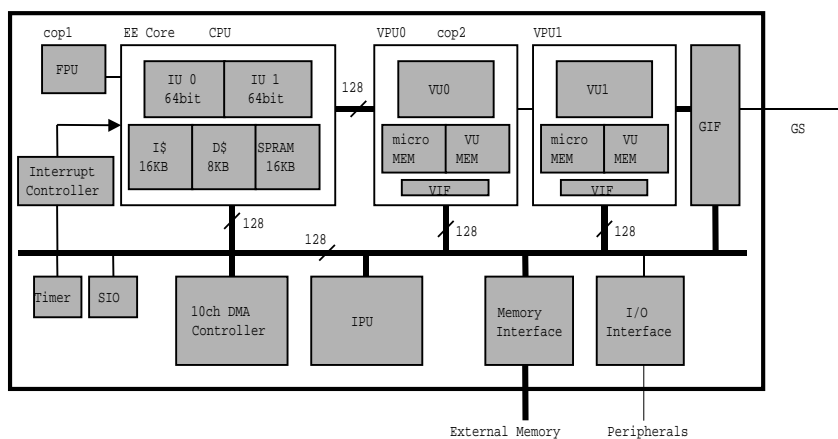 cop1
EE Core CPU
VPU0 cop2
VPU1
FPU
IU 0
64bit
IU 1
64bit
128
VU0
VU1
GIF
GS
I$
16KB
D$
8KB
SPRAM
16KB
micro
MEM
VU
MEM
micro
MEM
VU
MEM
VIF
VIF
Interrupt
Controller
128
128
128
128
Timer
SIO
10ch DMA
Controller
IPU
Memory
Interface
I/O
Interface
External Memory
Peripherals